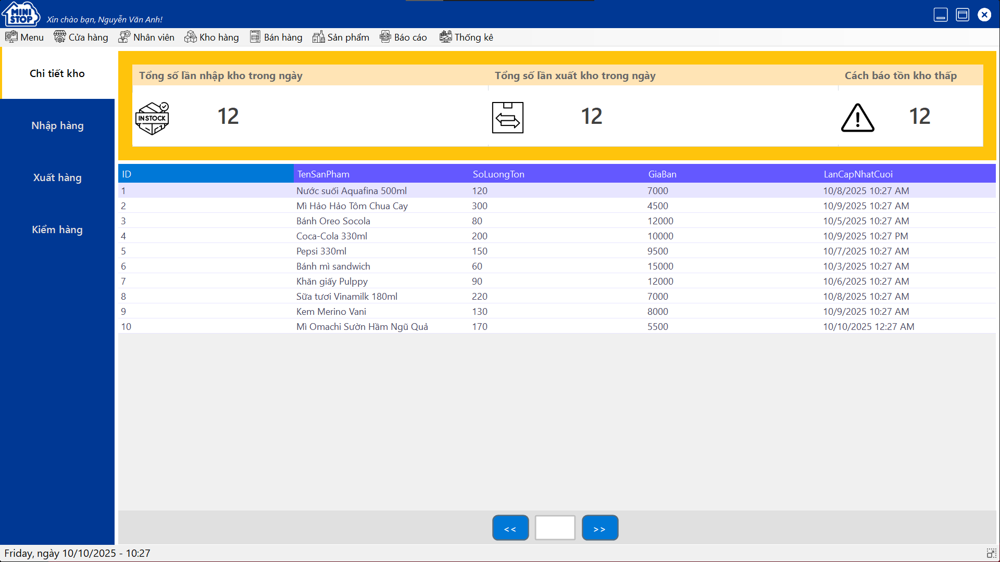 MINI
STOP
Xin chào bạn, Nguyễn Văn Anh!
Menu Cửa hàng Nhân viên Kho hàng Bán hàng Sản phẩm Báo cáo Thống kê
Chi tiết kho
Nhập hàng
Xuất hàng
Kiểm hàng
Tổng số lần nhập kho trong ngày Tổng số lần xuất kho trong ngày Cách báo tồn kho thấp
IN STOCK 12 12 12
ID TenSanPham SoLuongTon GiaBan LanCapNhatCuoi
1 Nước suối Aquafina 500ml 120 7000 10/8/2025 10:27 AM
2 Mì Hảo Hảo Tôm Chua Cay 300 4500 10/9/2025 10:27 AM
3 Bánh Oreo Socola 80 12000 10/5/2025 10:27 AM
4 Coca-Cola 330ml 200 10000 10/9/2025 10:27 PM
5 Pepsi 330ml 150 9500 10/7/2025 10:27 AM
6 Bánh mì sandwich 60 15000 10/3/2025 10:27 AM
7 Khăn giấy Pulppy 90 12000 10/6/2025 10:27 AM
8 Sữa tươi Vinamilk 180ml 220 7000 10/8/2025 10:27 AM
9 Kem Merino Vani 130 8000 10/9/2025 10:27 AM
10 Mì Omachi Sườn Hầm Ngũ Quả 170 5500 10/10/2025 12:27 AM
<< >>
Friday, ngày 10/10/2025 - 10:27